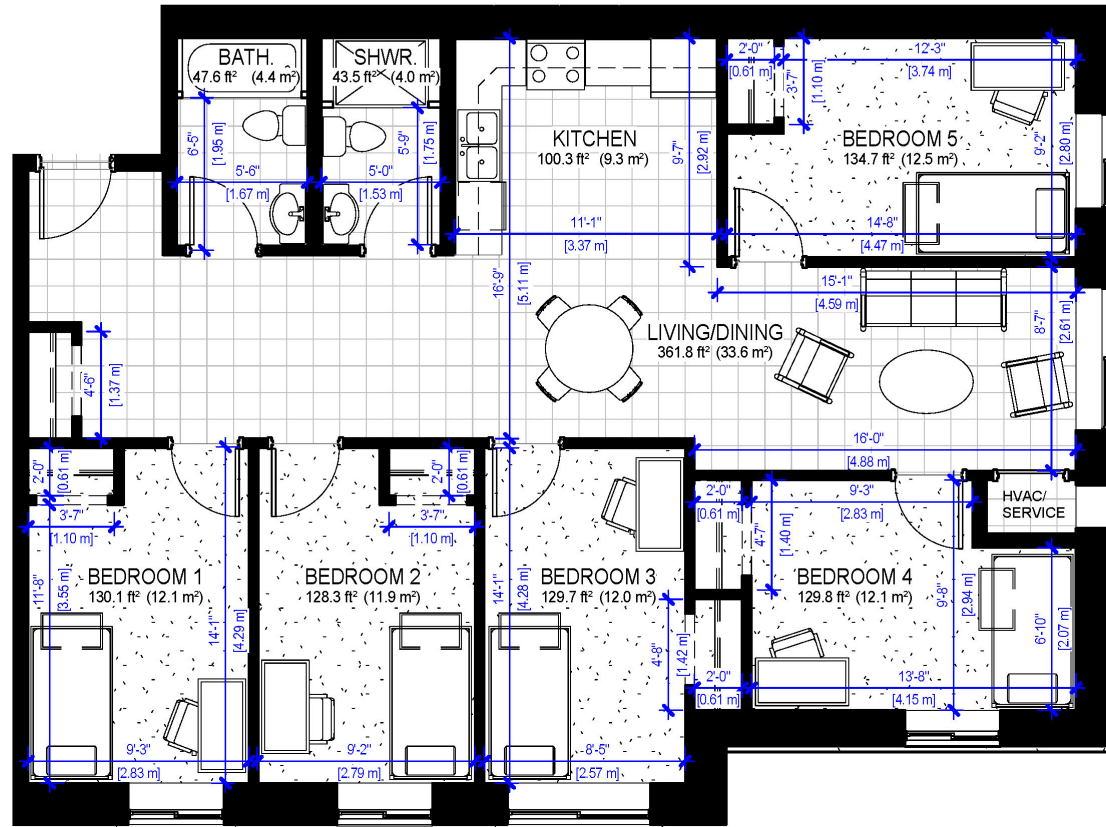 BATH.
47.6 ft² (4.4 m²)
SHWR.
43.5 ft² (4.0 m²)
6'-5"
[1.95 m]
5'-9"
[1.75 m]
5'-6"
[1.67 m]
5'-0"
[1.53 m]
KITCHEN
100.3 ft² (9.3 m²)
9'-7"
[2.92 m]
11'-1"
[3.37 m]
16'-9"
[5.11 m]
2'-0"
[0.61 m]
12'-3"
[3.74 m]
3'-7"
[1.10 m]
BEDROOM 5
134.7 ft² (12.5 m²)
9'-2"
[2.80 m]
14'-8"
[4.47 m]
15'-1"
[4.59 m]
8'-7"
[2.61 m]
LIVING/DINING
361.8 ft² (33.6 m²)
16'-0"
[4.88 m]
4'-6"
[1.37 m]
2'-0"
[0.61 m]
3'-7"
[1.10 m]
BEDROOM 1
130.1 ft² (12.1 m²)
11'-8"
[3.55 m]
14'-1"
[4.29 m]
9'-3"
[2.83 m]
2'-0"
[0.61 m]
3'-7"
[1.10 m]
BEDROOM 2
128.3 ft² (11.9 m²)
9'-2"
[2.79 m]
BEDROOM 3
129.7 ft² (12.0 m²)
14'-1"
[4.28 m]
4'-8"
[1.42 m]
8'-5"
[2.57 m]
2'-0"
[0.61 m]
9'-3"
[2.83 m]
HVAC/
SERVICE
4'-7"
[1.40 m]
BEDROOM 4
129.8 ft² (12.1 m²)
9'-8"
[2.94 m]
6'-10"
[2.07 m]
2'-0"
[0.61 m]
13'-8"
[4.15 m]